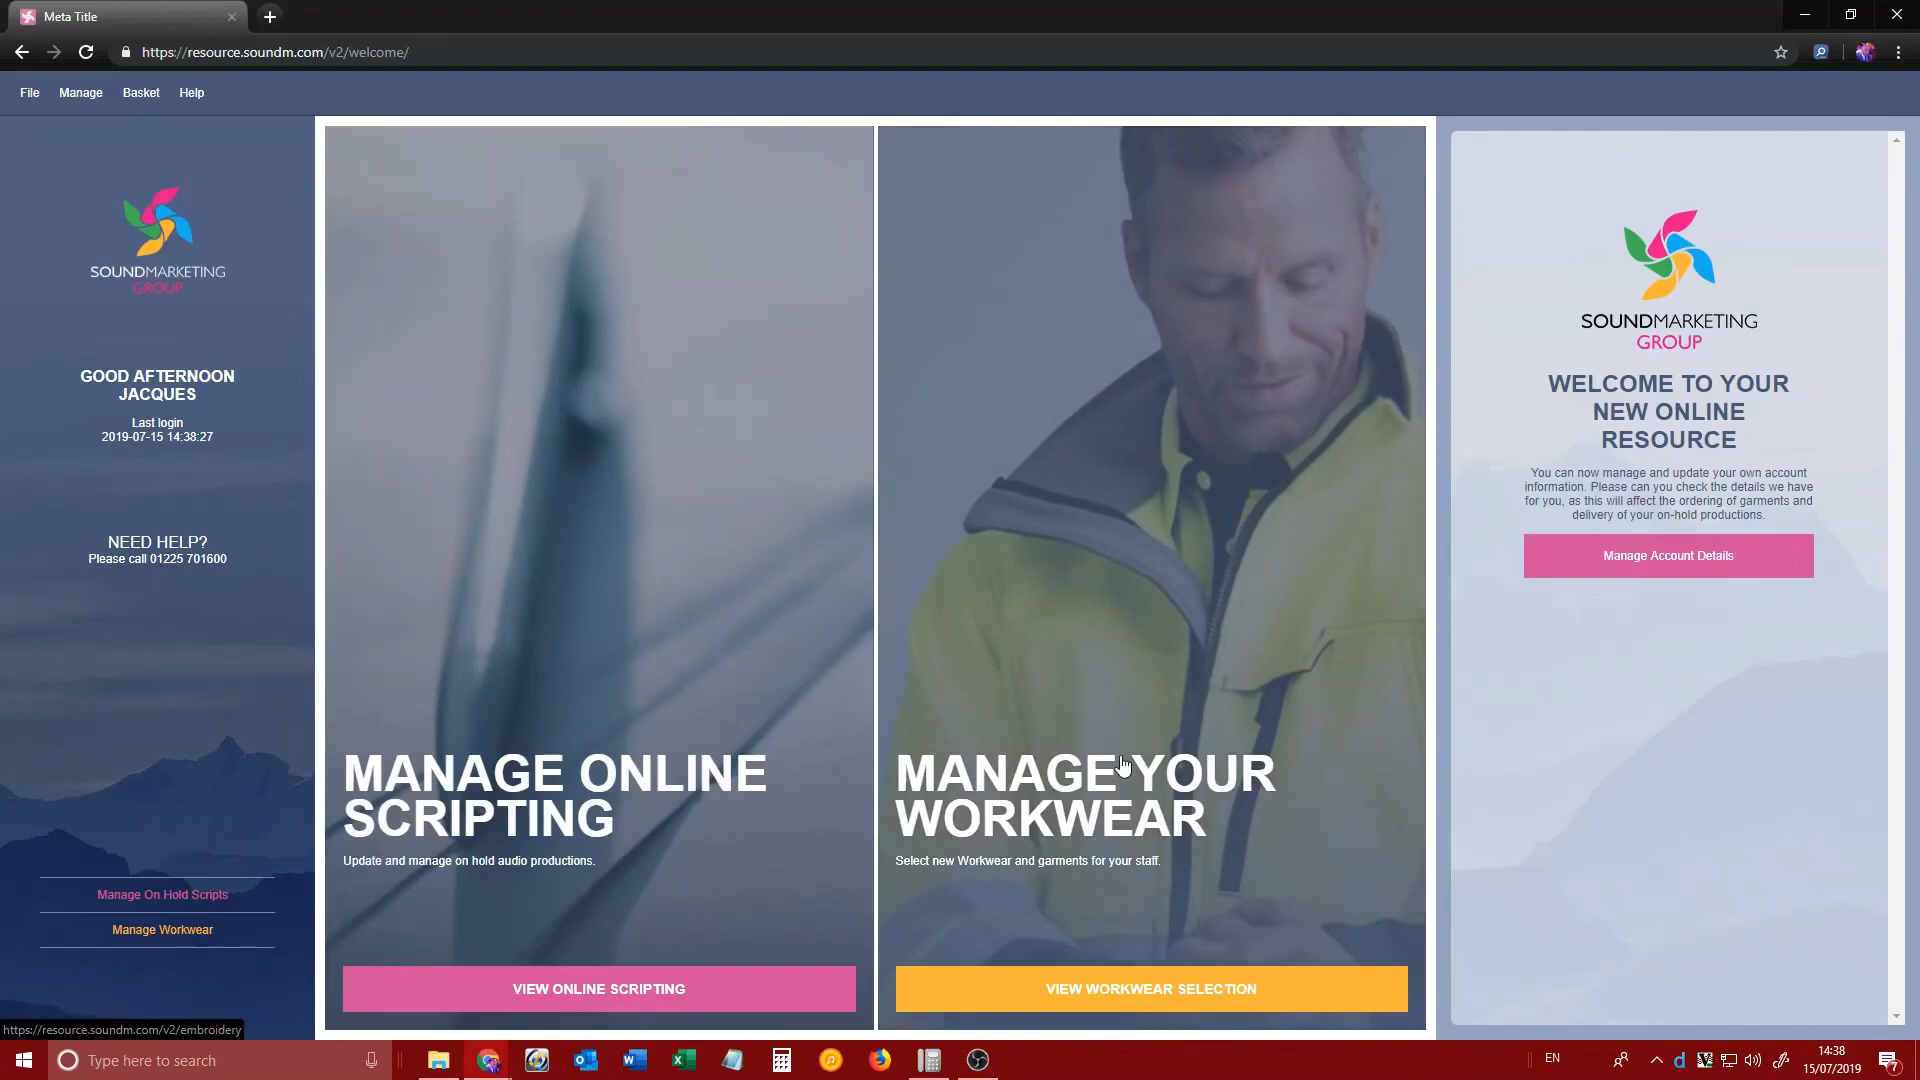 Meta Title
https://resource.soundm.com/v2/welcome/
File Manage Basket Help
SOUNDMARKETING
GROUP
GOOD AFTERNOON
JACQUES
Last login
2019-07-15 14:38:27
NEED HELP?
Please call 01225 701600
Manage On Hold Scripts
Manage Workwear
https://resource.soundm.com/v2/embroidery
MANAGE ONLINE
SCRIPTING
Update and manage on hold audio productions.
VIEW ONLINE SCRIPTING
MANAGE YOUR
WORKWEAR
Select new Workwear and garments for your staff.
VIEW WORKWEAR SELECTION
SOUNDMARKETING
GROUP
WELCOME TO YOUR
NEW ONLINE
RESOURCE
You can now manage and update your own account
information. Please can you check the details we have
for you, as this will affect the ordering of garments and
delivery of your on-hold productions.
Manage Account Details
Type here to search
EN
14:38
15/07/2019
7